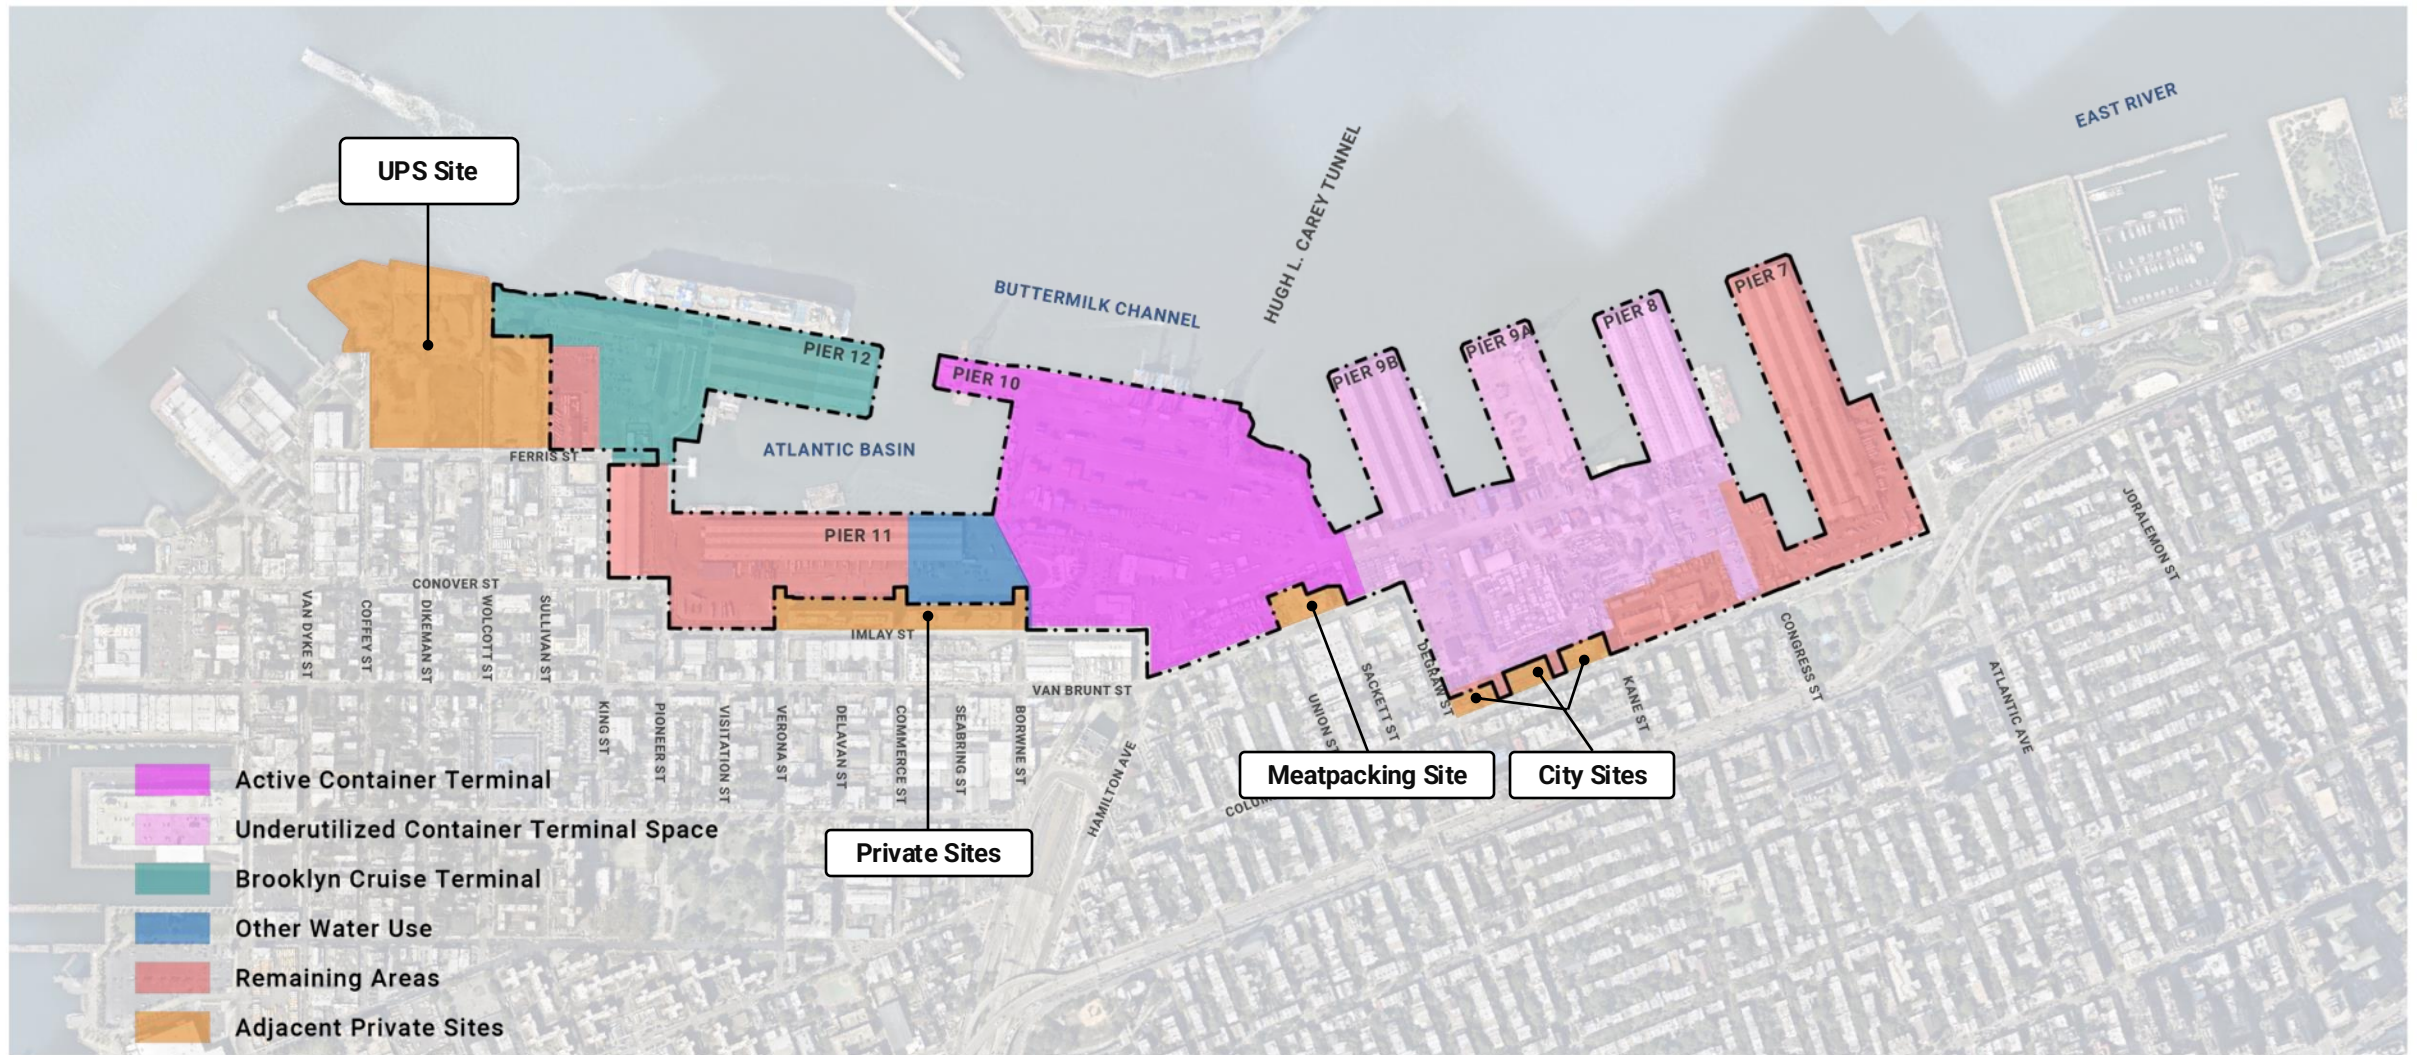 EAST RIVER
UPS Site
HUGH L. CAREY TUNNEL
BUTTERMILK CHANNEL
PIER 7
PIER 8
PIER 9A
PIER 9B
PIER 12
PIER 10
ATLANTIC BASIN
FERRIS ST
PIER 11
JORALEMON ST
CONOVER ST
VAN DYKE ST
COFFEY ST
DIKEMAN ST
WOLCOTT ST
SULLIVAN ST
IMLAY ST
VAN BRUNT ST
KING ST
PIONEER ST
VISITATION ST
VERONA ST
DELAVAN ST
COMMERCE ST
SEABRING ST
BORWNE ST
HAMILTON AVE
UNION ST
SACKETT ST
DEGRAW ST
KANE ST
CONGRESS ST
ATLANTIC AVE
Meatpacking Site
City Sites
Private Sites
Active Container Terminal
Underutilized Container Terminal Space
Brooklyn Cruise Terminal
Other Water Use
Remaining Areas
Adjacent Private Sites